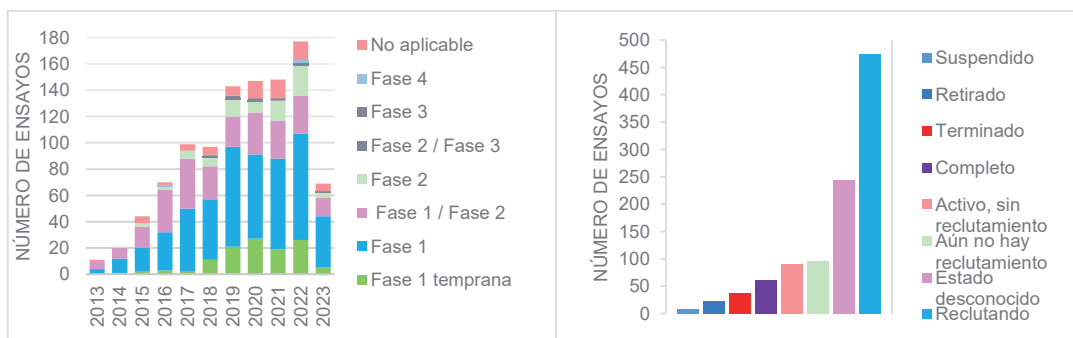 NÚMERO DE ENSAYOS
180
160
140
120
100
80
60
40
20
0
2013
2014
2015
2016
2017
2018
2019
2020
2021
2022
2023
No aplicable
Fase 4
Fase 3
Fase 2 / Fase 3
Fase 2
Fase 1 / Fase 2
Fase 1
Fase 1 temprana
NÚMERO DE ENSAYOS
500
450
400
350
300
250
200
150
100
50
0
Suspendido
Retirado
Terminado
Completo
Activo, sin
reclutamiento
Aún no hay
reclutamiento
Estado
desconocido
Reclutando